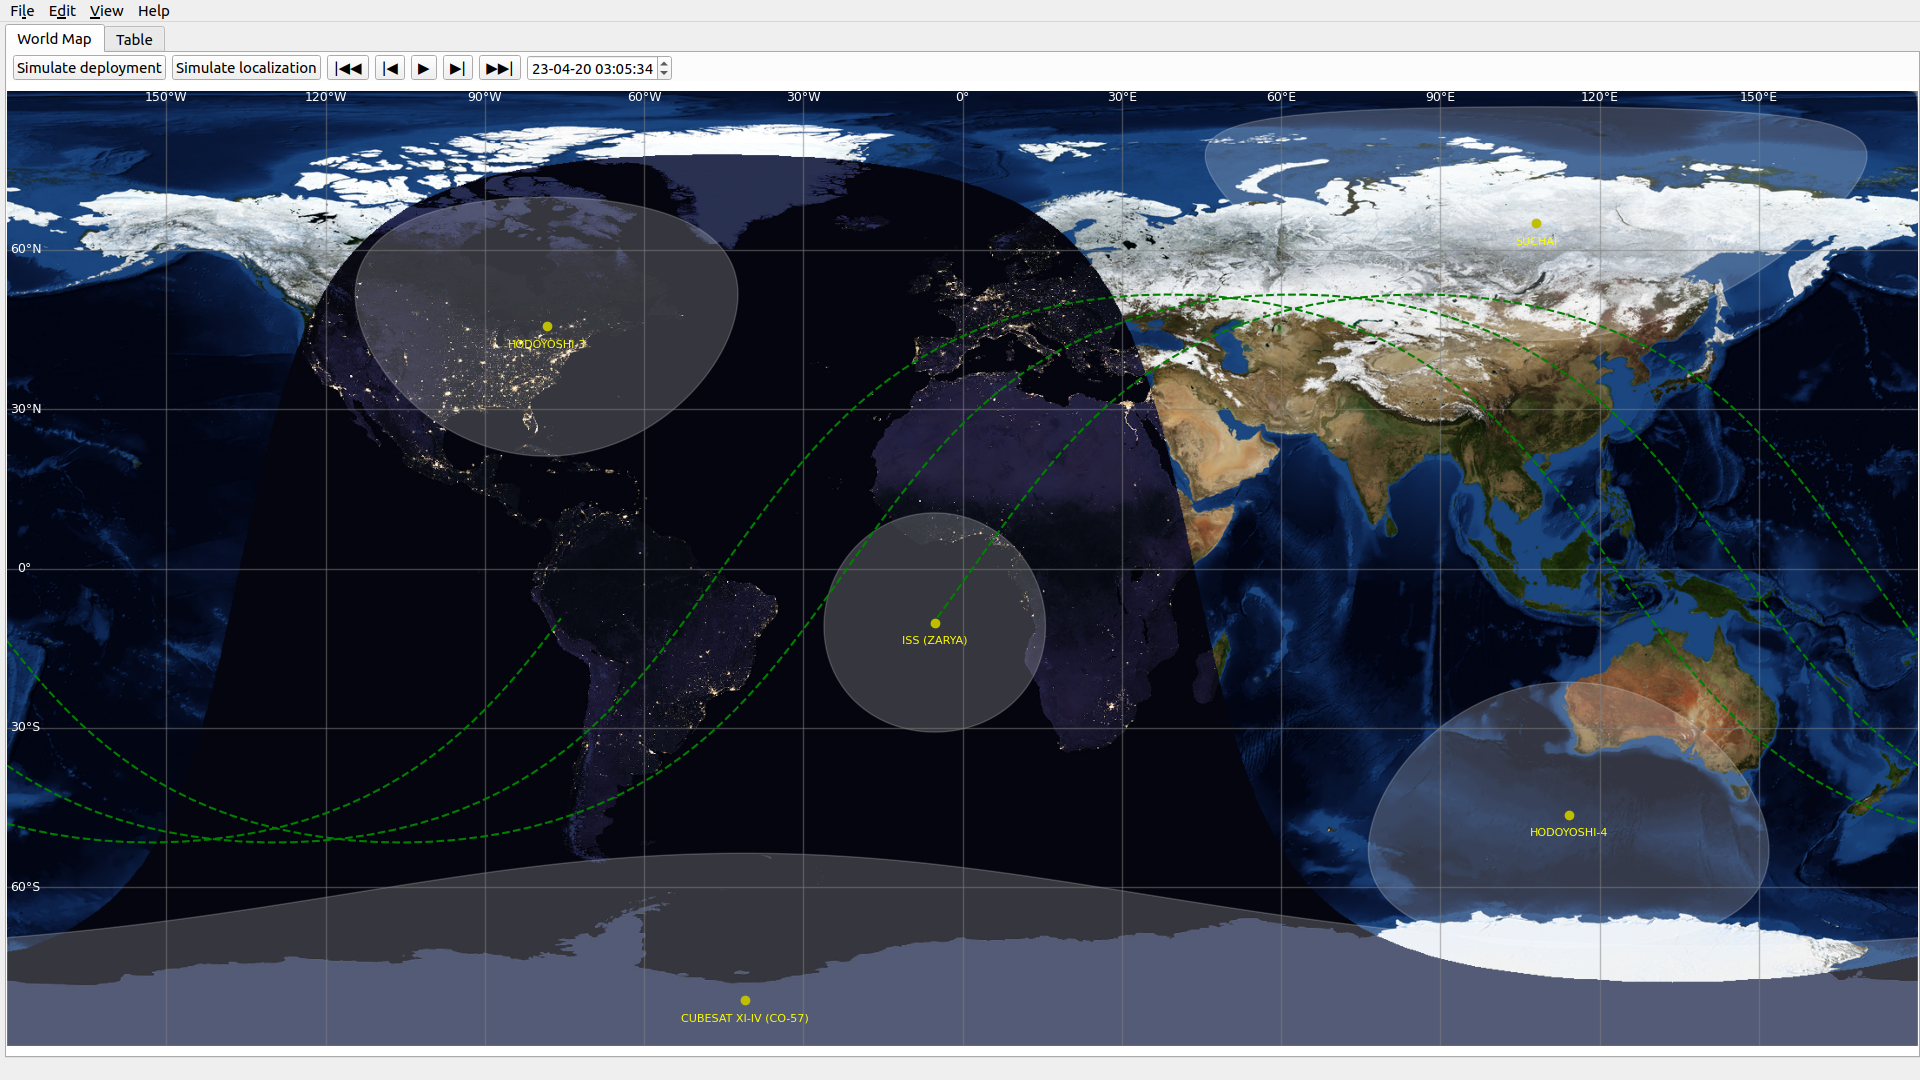 File Edit View Help
World Map Table
Simulate deployment Simulate localization 23-04-20 03:05:34
150°W 120°W 90°W 60°W 30°W 0° 30°E 60°E 90°E 120°E 150°E
SUCHAI
60°N
HODOYOSHI-3
30°N
0°
ISS (ZARYA)
30°S
HODOYOSHI-4
60°S
CUBESAT XI-IV (CO-57)